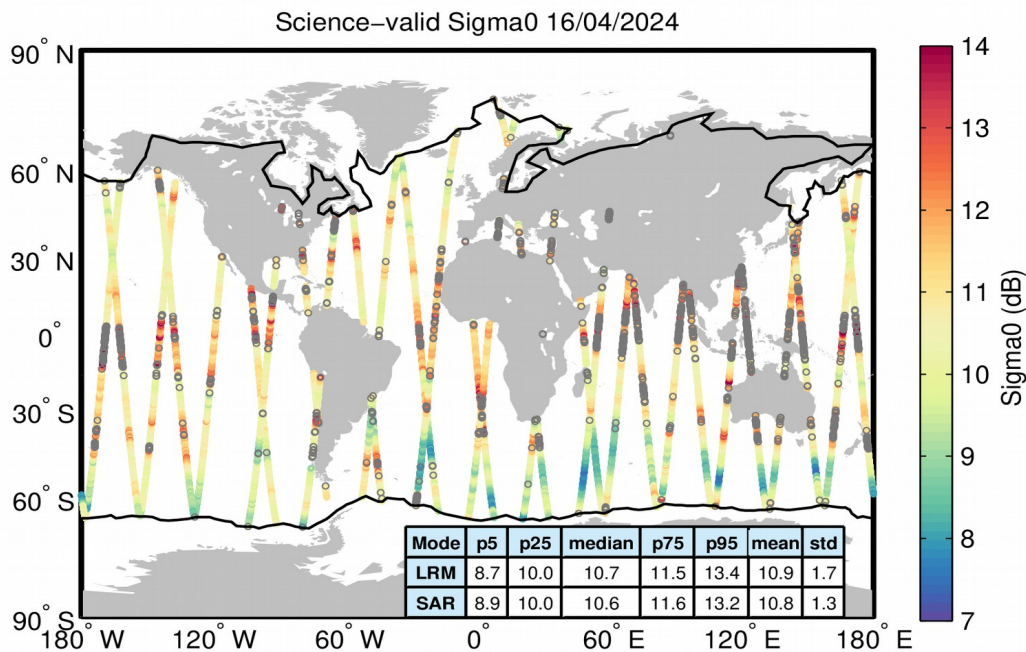 Science−valid Sigma0 16/04/2024
90° N
60° N
30° N
0°
30° S
60° S
90° S
180° W
120° W
60° W
0°
60° E
120° E
180° E
14
13
12
11
10
9
8
7
Sigma0 (dB)
Mode p5 p25 median p75 p95 mean std
LRM 8.7 10.0 10.7 11.5 13.4 10.9 1.7
SAR 8.9 10.0 10.6 11.6 13.2 10.8 1.3